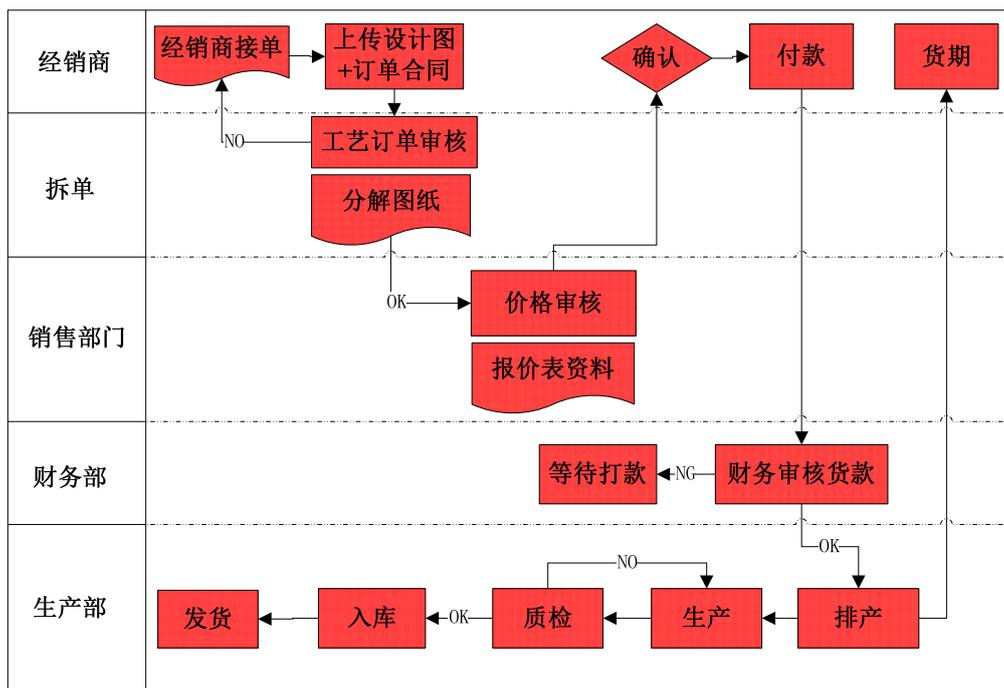 经销商
经销商接单
上传设计图
+订单合同
确认
付款
货期
拆单
NO
工艺订单审核
分解图纸
销售部门
OK
价格审核
报价表资料
财务部
等待打款
NG
财务审核货款
OK
生产部
NO
发货
入库
OK
质检
生产
排产